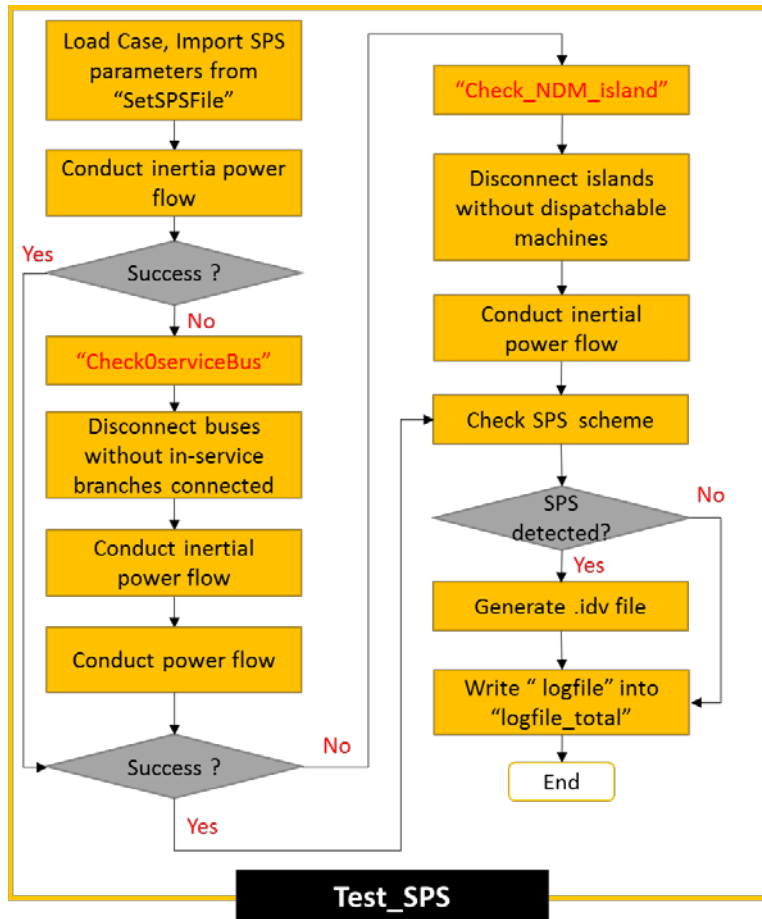 Load Case, Import SPS
parameters from
“SetSPSFile”
Conduct inertia power
flow
Yes
Success ?
No
“Check0serviceBus”
Disconnect buses
without in-service
branches connected
Conduct inertial
power flow
Conduct power flow
Success ?
No
Yes
“Check_NDM_island”
Disconnect islands
without dispatchable
machines
Conduct inertial
power flow
Check SPS scheme
SPS
detected?
No
Yes
Generate .idv file
Write “ logfile” into
“logfile_total”
End
Test_SPS